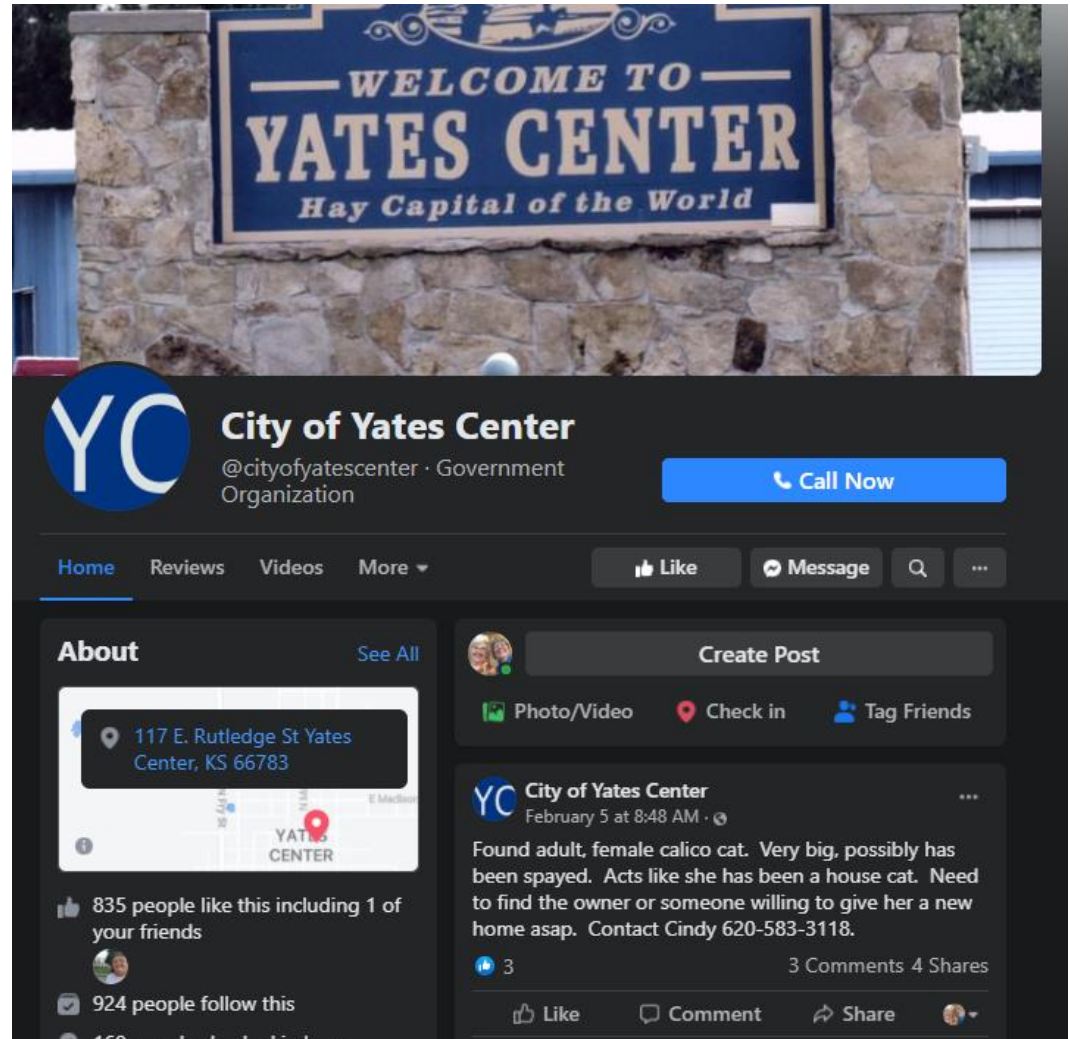 WELCOME TO
YATES CENTER
Hay Capital of the World
YC
City of Yates Center
@cityofyatescenter · Government
Organization
Call Now
Home Reviews Videos More
Like Message
About See All
117 E. Rutledge St Yates
Center, KS 66783
N Fry St
E Madison
YATES
CENTER
835 people like this including 1 of
your friends
924 people follow this
Create Post
Photo/Video Check in Tag Friends
YC
City of Yates Center
February 5 at 8:48 AM ·
Found adult, female calico cat. Very big, possibly has
been spayed. Acts like she has been a house cat. Need
to find the owner or someone willing to give her a new
home asap. Contact Cindy 620-583-3118.
3 3 Comments 4 Shares
Like Comment Share